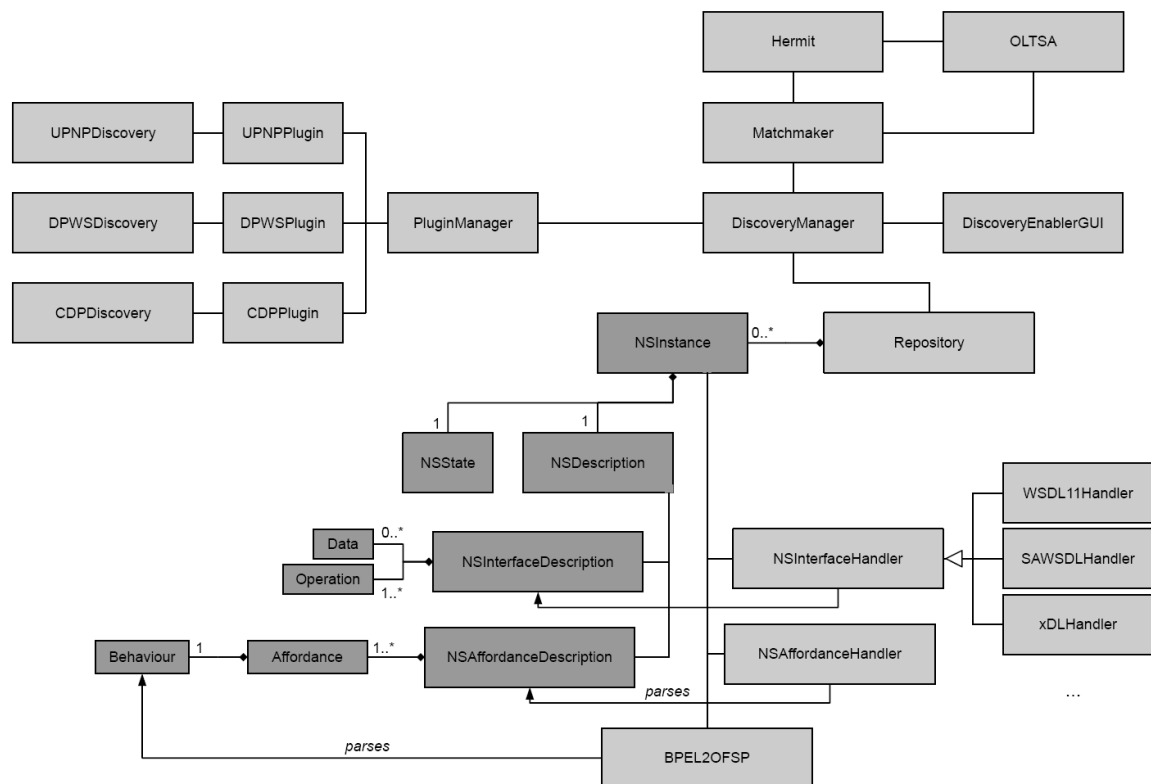 Hermit
OLTSA
UPNPDiscovery
UPNPPlugin
Matchmaker
DPWSDiscovery
DPWSPlugin
PluginManager
DiscoveryManager
DiscoveryEnablerGUI
CDPDiscovery
CDPPlugin
NSInstance
0..*
Repository
1
1
NSState
NSDescription
WSDL11Handler
Data
0..*
NSInterfaceDescription
NSInterfaceHandler
SAWSDLHandler
Operation
1..*
xDLHandler
Behaviour
1
Affordance
1..*
NSAffordanceDescription
NSAffordanceHandler
parses
...
parses
BPEL2OFSP